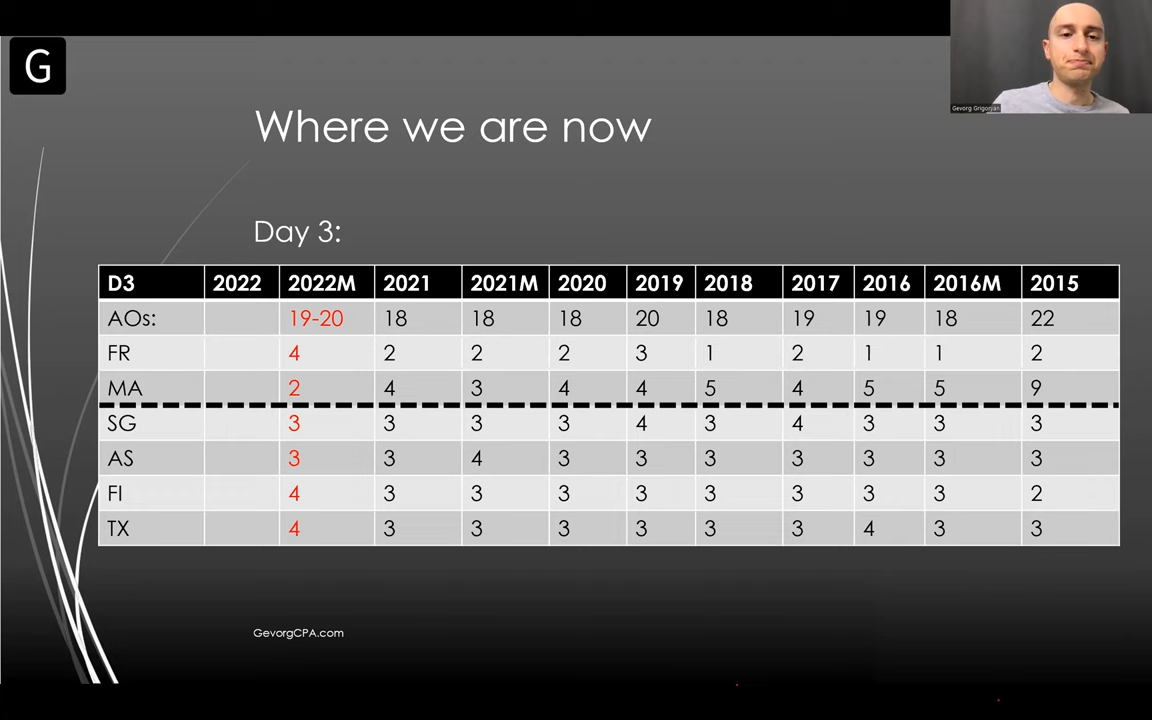 G
Gevorg Grigoryan
Where we are now
Day 3:
D3 2022 2022M 2021 2021M 2020 2019 2018 2017 2016 2016M 2015
AOs: 19-20 18 18 18 20 18 19 19 18 22
FR 4 2 2 2 3 1 2 1 1 2
MA 2 4 3 4 4 5 4 5 5 9
SG 3 3 3 3 4 3 4 3 3 3
AS 3 3 4 3 3 3 3 3 3 3
FI 4 3 3 3 3 3 3 3 3 2
TX 4 3 3 3 3 3 3 4 3 3
GevorgCPA.com